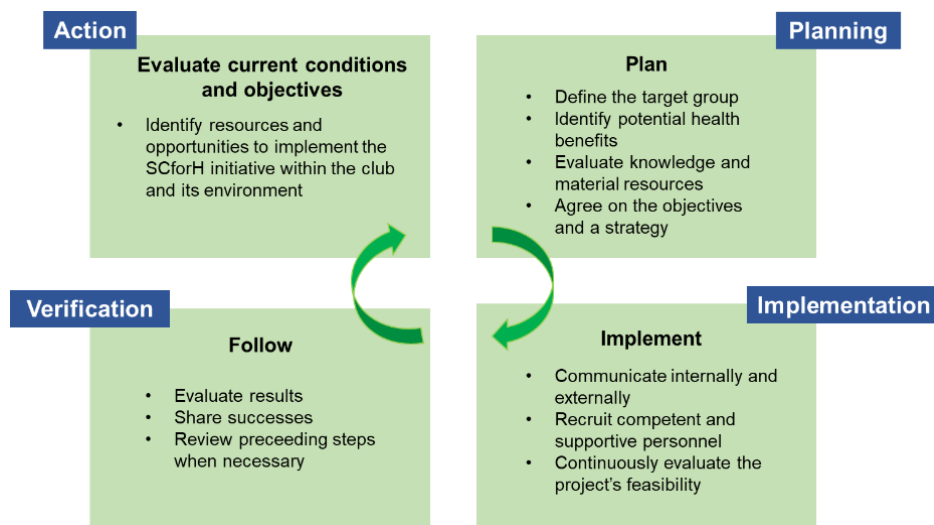 Action
Evaluate current conditions
and objectives
• Identify resources and
opportunities to implement the
SCforH initiative within the club
and its environment
Planning
Plan
• Define the target group
• Identify potential health
benefits
• Evaluate knowledge and
material resources
• Agree on the objectives
and a strategy
Verification
Follow
• Evaluate results
• Share successes
• Review preceeding steps
when necessary
Implementation
Implement
• Communicate internally and
externally
• Recruit competent and
supportive personnel
• Continuously evaluate the
project's feasibility